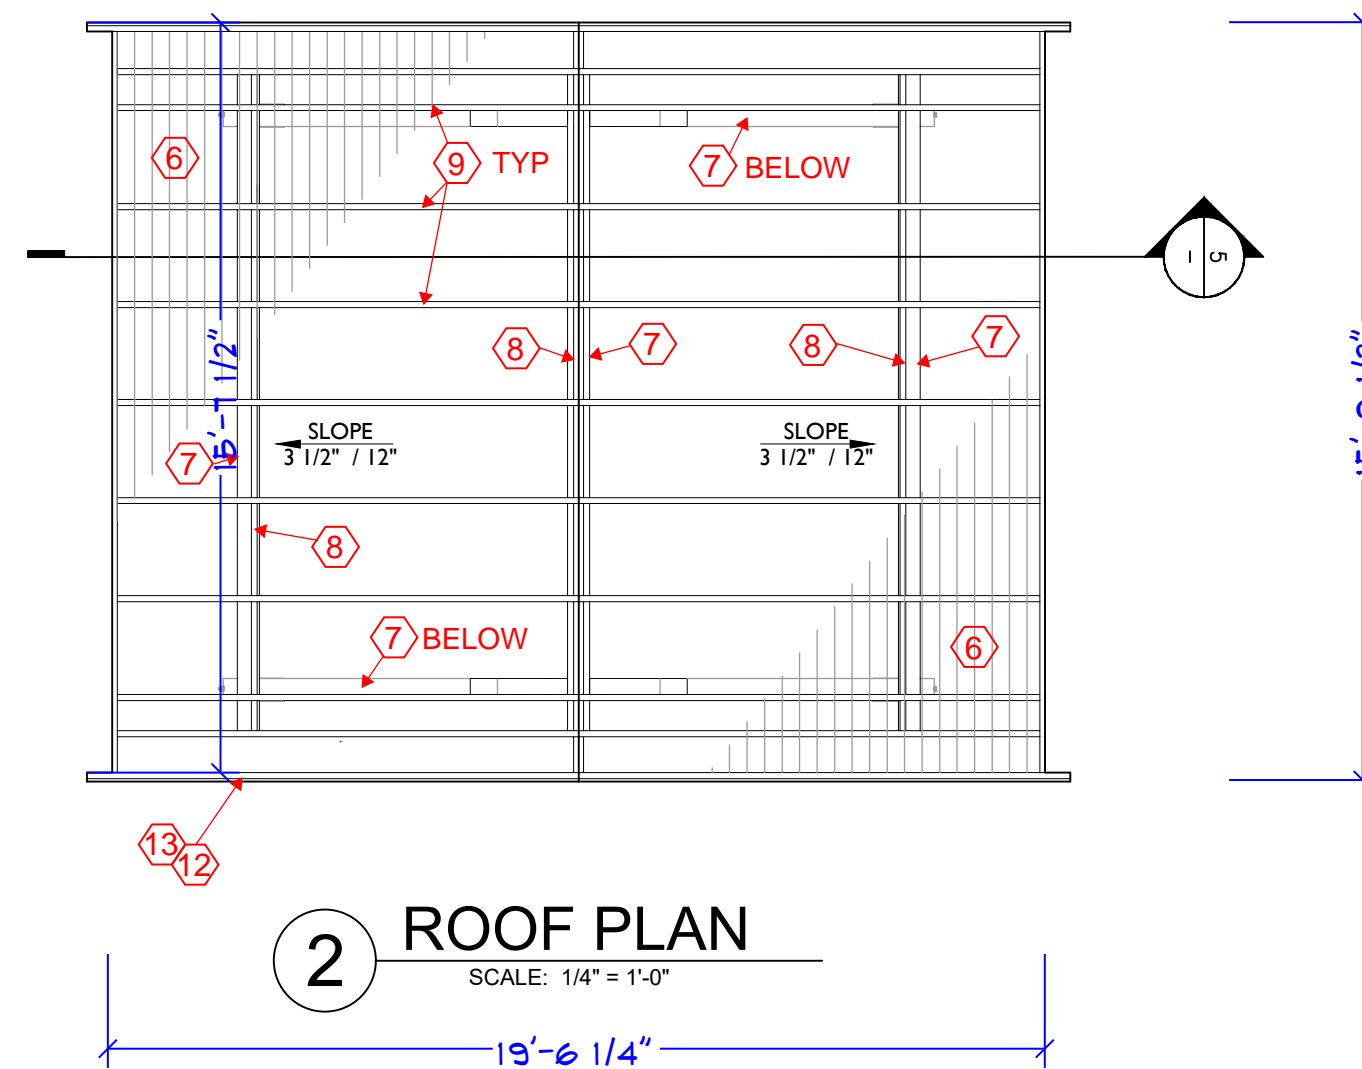 6
9 TYP
7 BELOW
5
–
8
7
8
7
15'-7 1/2"
SLOPE
3 1/2" / 12"
SLOPE
3 1/2" / 12"
7
8
7 BELOW
6
13
12
2
ROOF PLAN
SCALE: 1/4" = 1'-0"
19'-6 1/4"